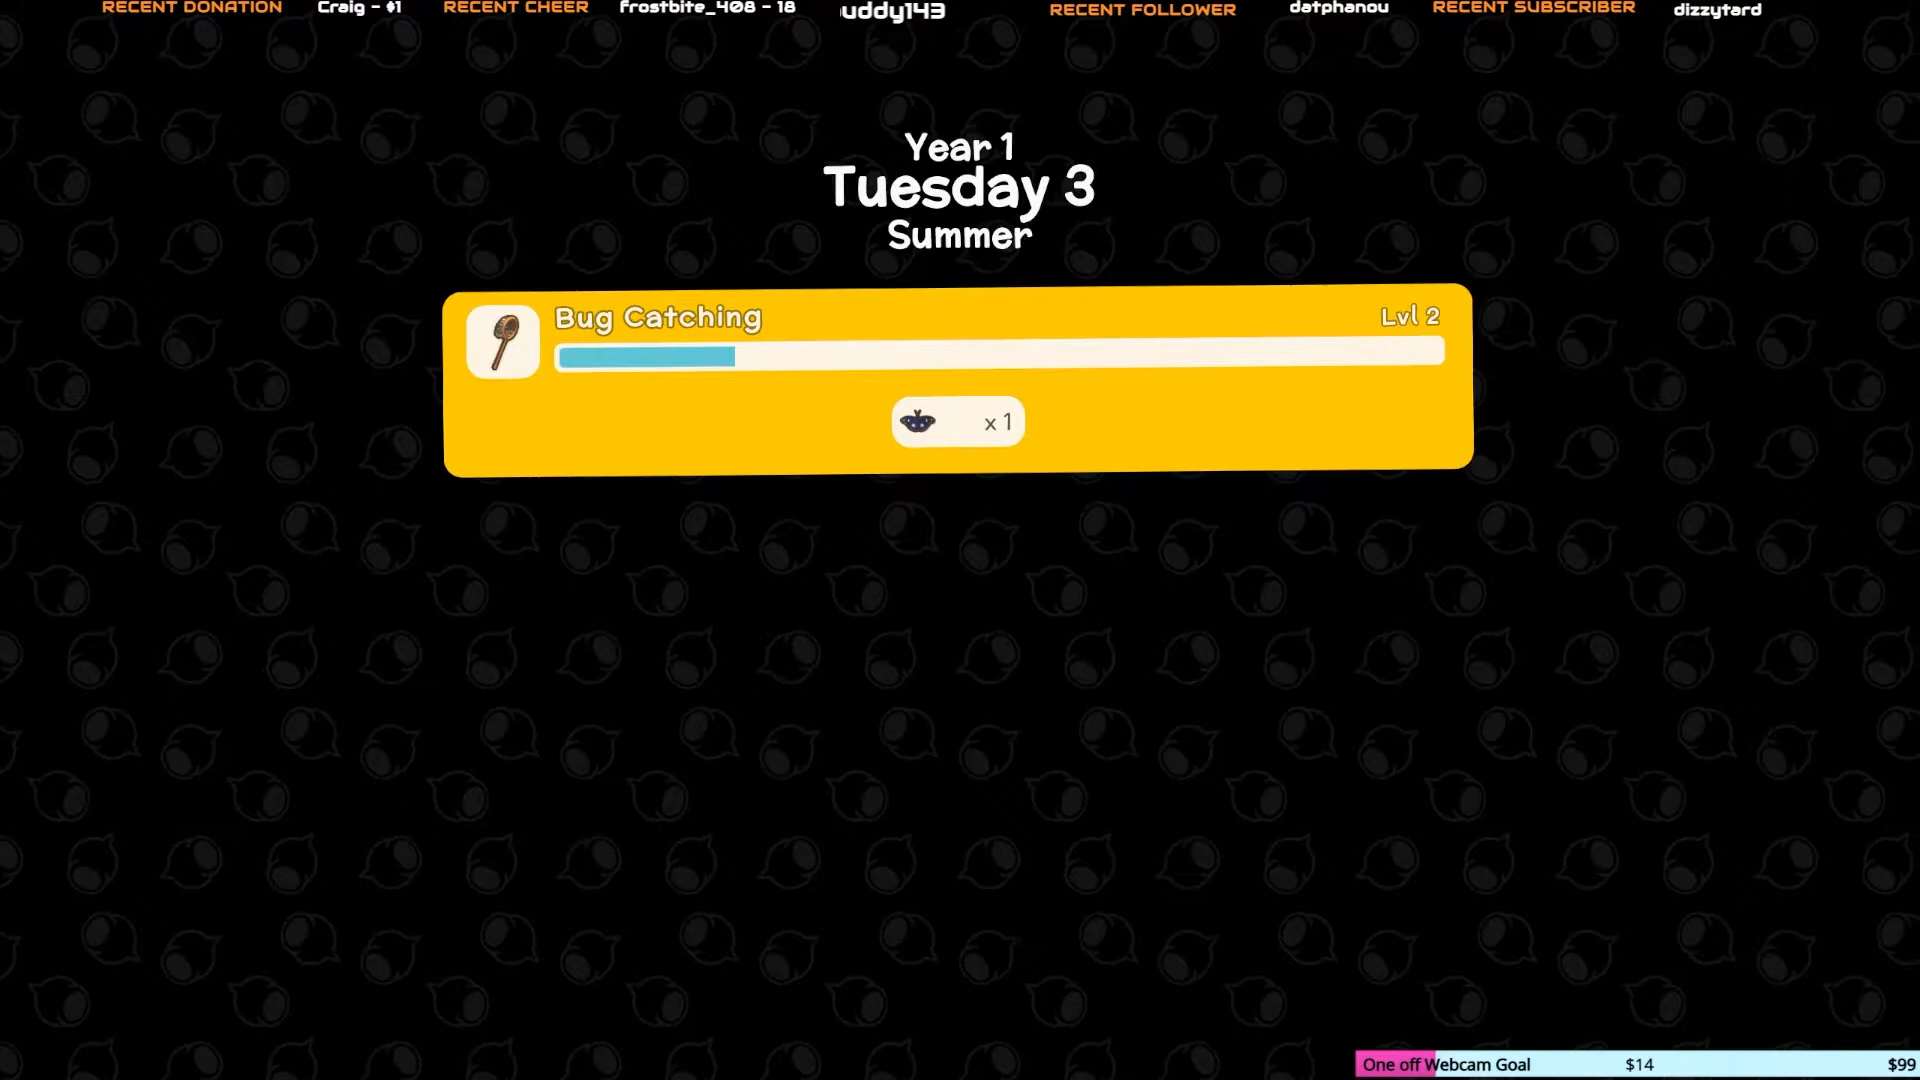 RECENT DONATION Craig - $1 RECENT CHEER frostbite_408 - 18 uddy143 RECENT FOLLOWER datphanou RECENT SUBSCRIBER dizzytard
Year 1
Tuesday 3
Summer
Bug Catching Lvl 2
x 1
One off Webcam Goal $14 $99